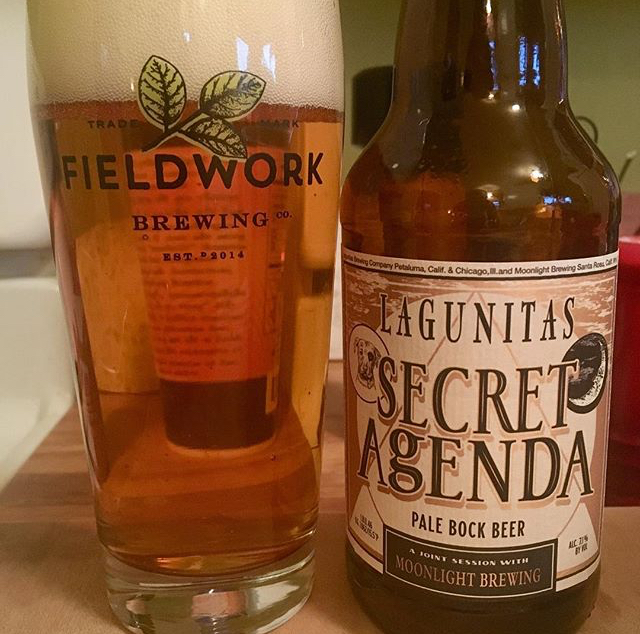 TRADE MARK
FIELDWORK
BREWING CO.
EST.D 2014
Brewing Company Petaluma, Calif. & Chicago, Ill. and Moonlight Brewing Santa Rosa, Calif
LAGUNITAS
SECRET
AgENDA
PALE BOCK BEER
ALC. 7.1%
BY VOL
A JOINT SESSION WITH
MOONLIGHT BREWING